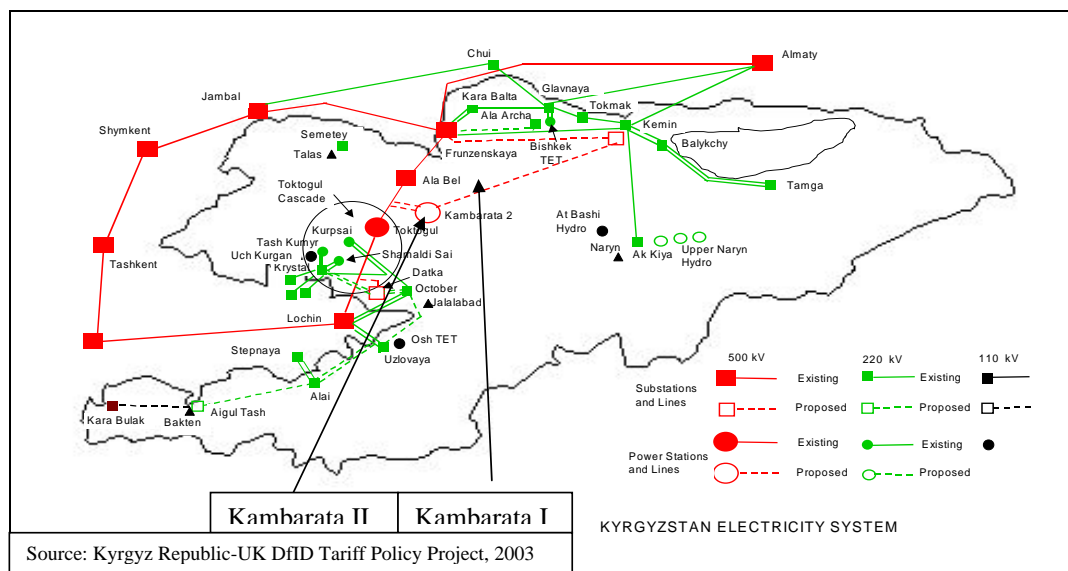 Almaty
Chui
Kara Balta
Glavnaya
Jambal
Ala Archa
Tokmak
Kemin
Shymkent
Semetey
Talas
Frunzenskaya
Bishkek
TET
Balykchy
Tamga
Ala Bel
Toktogul
Cascade
Kambarata 2
Kurpsai
Toktogul
At Bashi
Hydro
Tash Kumyr
Uch Kurgan
Shamaldi Sai
Naryn
Ak Kiya
Upper Naryn
Hydro
Krystal
Tashkent
Datka
October
Jalalabad
Lochin
Osh TET
Uzlovaya
Stepnaya
Alai
Aigul Tash
Kara Bulak
Bakten
500 kV
220 kV
110 kV
Substations
and Lines
Existing
Existing
Proposed
Proposed
Power Stations
and Lines
Existing
Existing
Proposed
Proposed
Kambarata II
Kambarata I
KYRGYZSTAN ELECTRICITY SYSTEM
Source: Kyrgyz Republic-UK DfID Tariff Policy Project, 2003